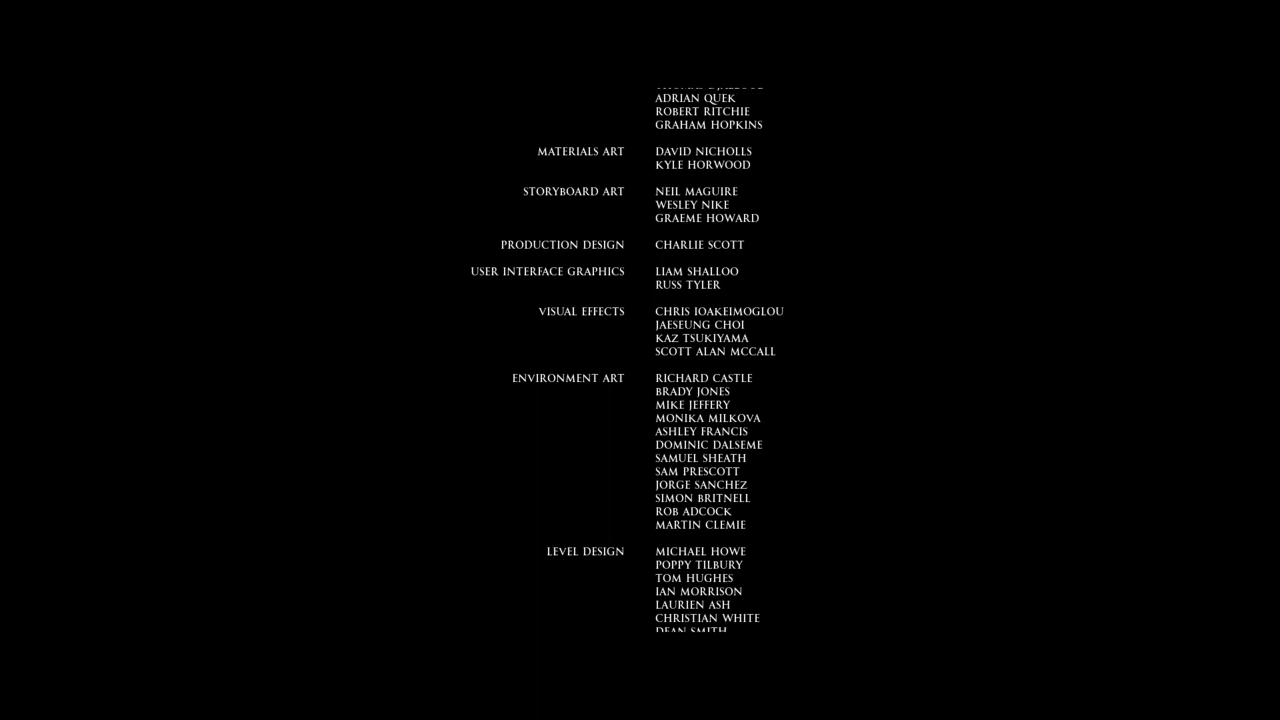 ADRIAN QUEK
ROBERT RITCHIE
GRAHAM HOPKINS
MATERIALS ART DAVID NICHOLLS
KYLE HORWOOD
STORYBOARD ART NEIL MAGUIRE
WESLEY NIKE
GRAEME HOWARD
PRODUCTION DESIGN CHARLIE SCOTT
USER INTERFACE GRAPHICS LIAM SHALLOO
RUSS TYLER
VISUAL EFFECTS CHRIS IOAKEIMOGLOU
JAESEUNG CHOI
KAZ TSUKIYAMA
SCOTT ALAN MCCALL
ENVIRONMENT ART RICHARD CASTLE
BRADY JONES
MIKE JEFFERY
MONIKA MILKOVA
ASHLEY FRANCIS
DOMINIC DALSEME
SAMUEL SHEATH
SAM PRESCOTT
JORGE SANCHEZ
SIMON BRITNELL
ROB ADCOCK
MARTIN CLEMIE
LEVEL DESIGN MICHAEL HOWE
POPPY TILBURY
TOM HUGHES
IAN MORRISON
LAURIEN ASH
CHRISTIAN WHITE
DEAN SMITH